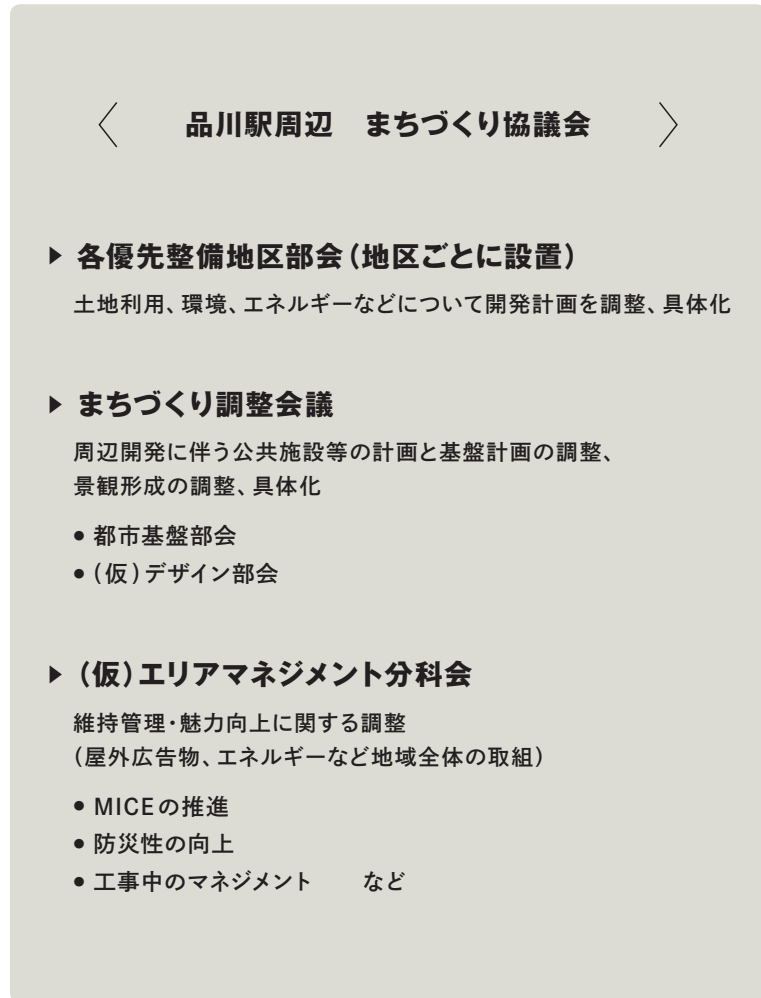 〈 品川駅周辺　まちづくり協議会 〉
▶ 各優先整備地区部会（地区ごとに設置）
土地利用、環境、エネルギーなどについて開発計画を調整、具体化
▶ まちづくり調整会議
周辺開発に伴う公共施設等の計画と基盤計画の調整、
景観形成の調整、具体化
● 都市基盤部会
● （仮）デザイン部会
▶ （仮）エリアマネジメント分科会
維持管理・魅力向上に関する調整
（屋外広告物、エネルギーなど地域全体の取組）
● MICEの推進
● 防災性の向上
● 工事中のマネジメント　　など